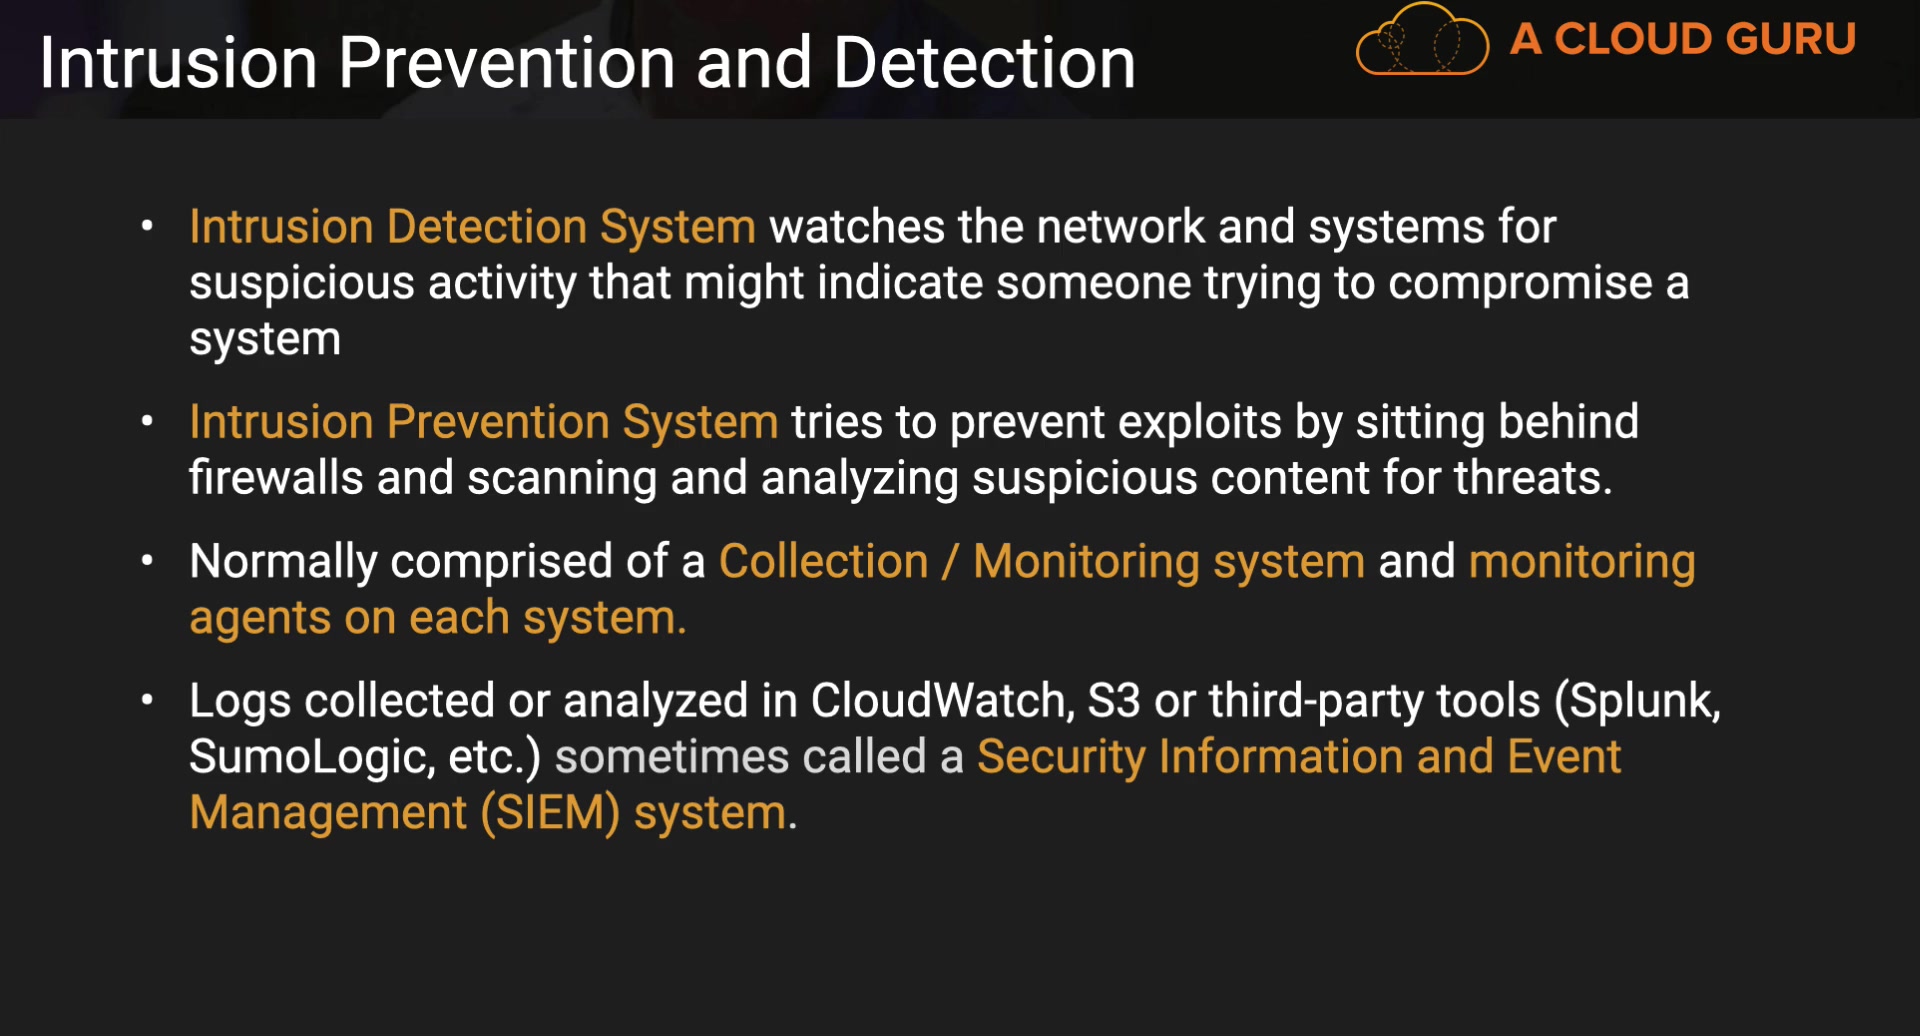 Intrusion Prevention and Detection
A CLOUD GURU
• Intrusion Detection System watches the network and systems for
suspicious activity that might indicate someone trying to compromise a
system
• Intrusion Prevention System tries to prevent exploits by sitting behind
firewalls and scanning and analyzing suspicious content for threats.
• Normally comprised of a Collection / Monitoring system and monitoring
agents on each system.
• Logs collected or analyzed in CloudWatch, S3 or third-party tools (Splunk,
SumoLogic, etc.) sometimes called a Security Information and Event
Management (SIEM) system.